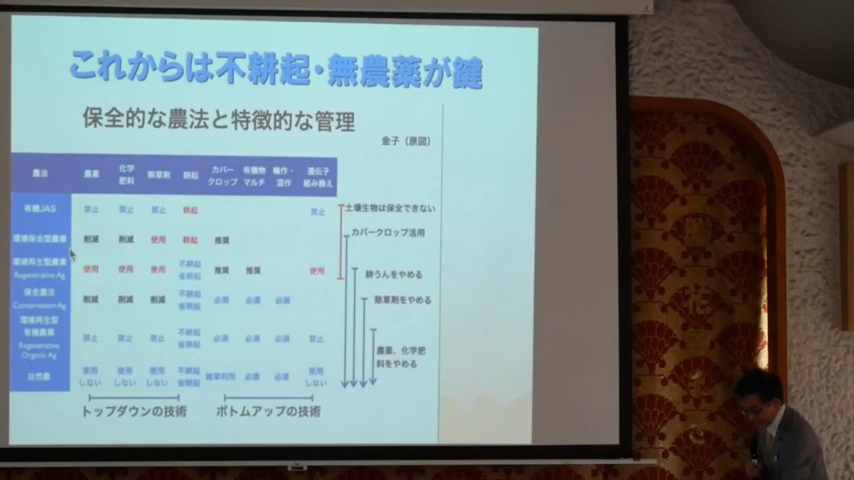 これからは不耕起・無農薬が鍵
保全的な農法と特徴的な管理
金子（原図）
農法 農薬 化学肥料 除草剤 耕起 カバークロップ 有機物マルチ 輪作・混作 遺伝子組み換え
有機JAS 禁止 禁止 禁止 耕起 禁止
環境保全型農業 削減 削減 使用 耕起 推奨
環境再生型農業 Regenerative Ag 使用 使用 使用 不耕起 省耕起 推奨 推奨 使用
保全農法 Conservation Ag 削減 削減 削減 不耕起 省耕起 必須 必須 必須
環境再生型有機農業 Regenerative Organic Ag 禁止 禁止 禁止 不耕起 省耕起 必須 必須 必須 禁止
自然農 使用しない 使用しない 使用しない 不耕起 省耕起 雑草利用 必須 必須 使用しない
土壌生物は保全できない
カバークロップ活用
耕うんをやめる
除草剤をやめる
農薬、化学肥
料をやめる
トップダウンの技術
ボトムアップの技術